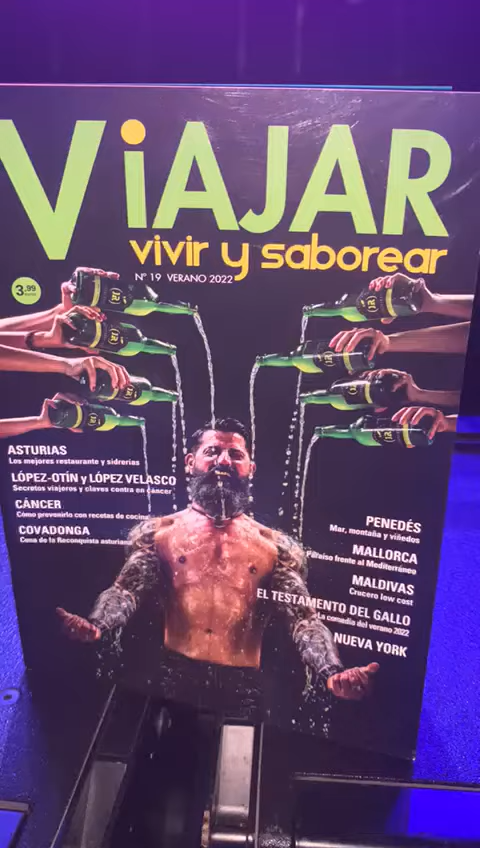 ViAJAR
vivir y saborear
Nº 19 VERANO 2022
3,99
ASTURIAS
Los mejores restaurante y sidrerías
LÓPEZ-OTÍN y LÓPEZ VELASCO
Secretos viajeros y claves contra en cáncer
CÁNCER
Cómo prevenirlo con recetas de cocina
COVADONGA
Cuna de la Reconquista asturiana
PENEDÉS
Mar, montaña y viñedos
MALLORCA
Paraíso frente al Mediterráneo
MALDIVAS
Crucero low cost
EL TESTAMENTO DEL GALLO
La comedia del verano 2022
NUEVA YORK